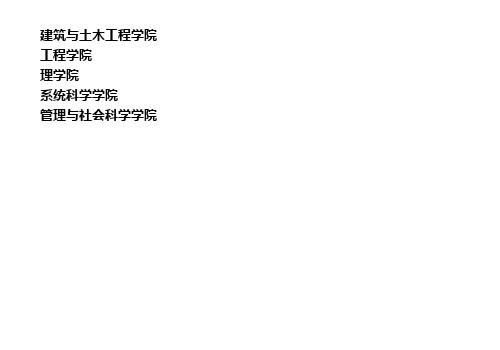 建筑与土木工程学院
工程学院
理学院
系统科学学院
管理与社会科学学院